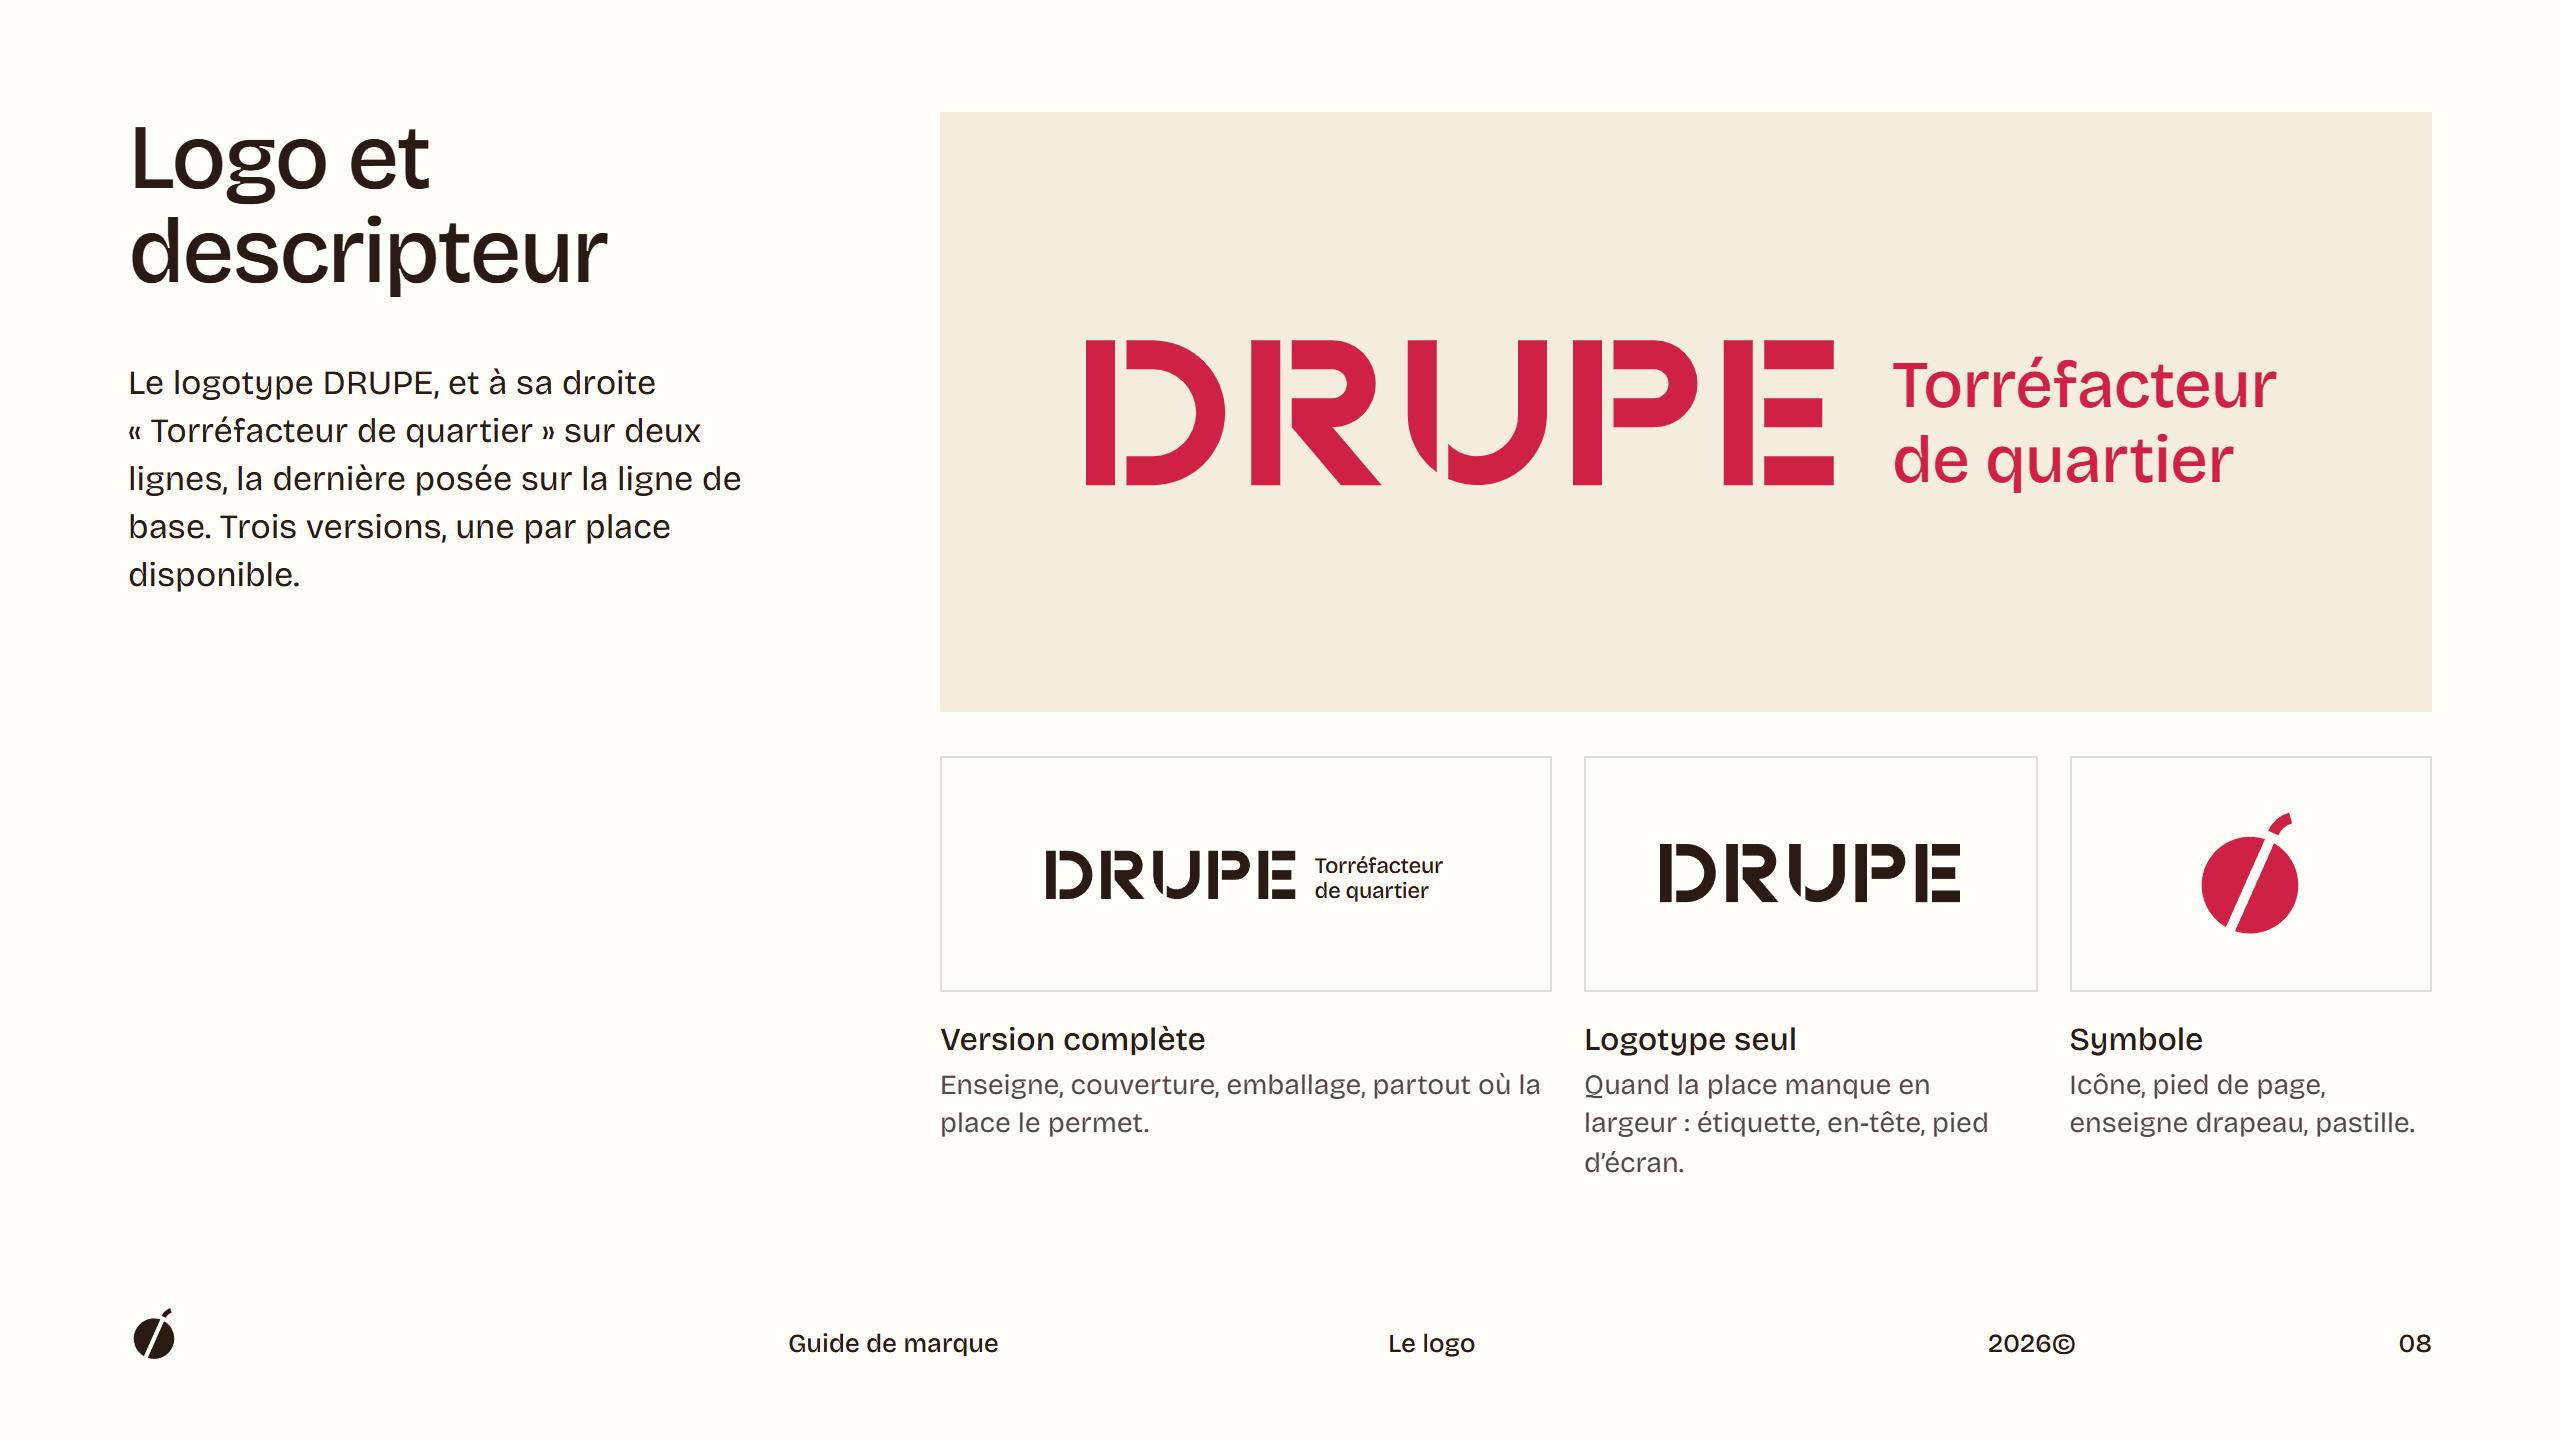 Logo et
descripteur
Le logotype DRUPE, et à sa droite
« Torréfacteur de quartier » sur deux
lignes, la dernière posée sur la ligne de
base. Trois versions, une par place
disponible.
DRUPE
Torréfacteur
de quartier
DRUPE
Torréfacteur
de quartier
DRUPE
Version complète
Enseigne, couverture, emballage, partout où la
place le permet.
Logotype seul
Quand la place manque en
largeur : étiquette, en-tête, pied
d’écran.
Symbole
Icône, pied de page,
enseigne drapeau, pastille.
Guide de marque
Le logo
2026©
08